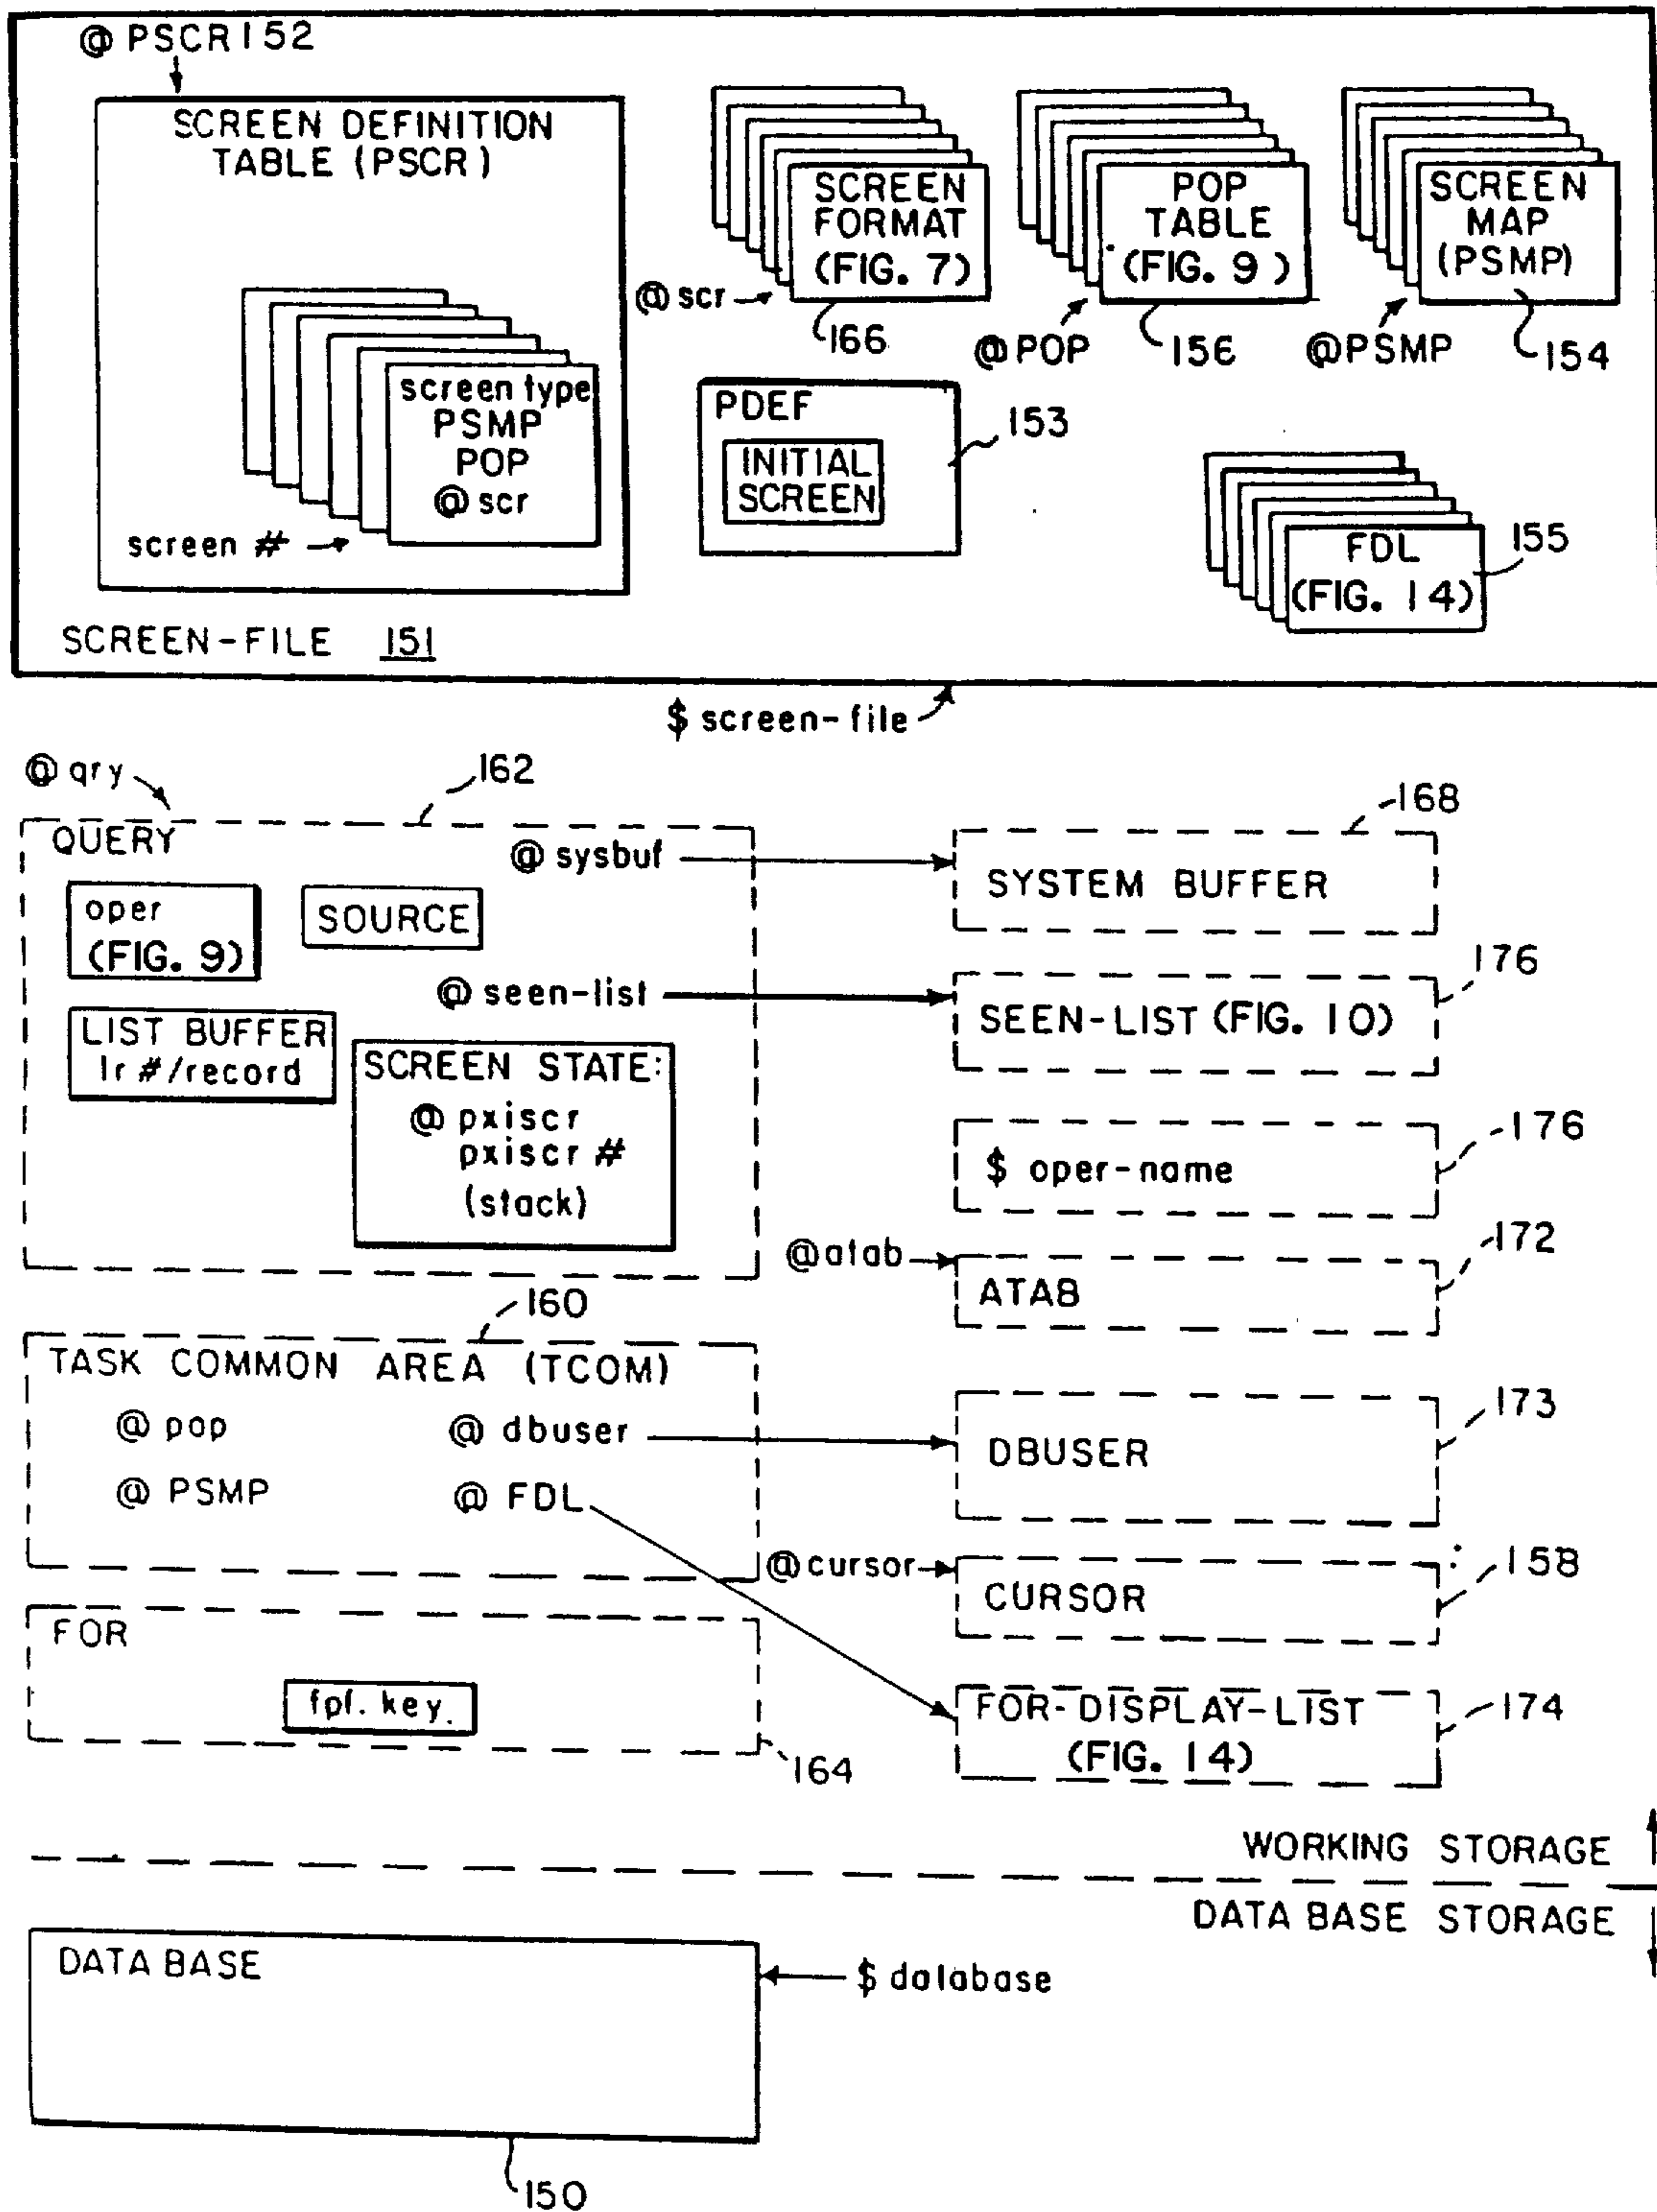 @ PSCR 152
SCREEN DEFINITION
TABLE (PSCR)
screen type
PSMP
POP
@ scr
screen #
SCREEN
FORMAT
(FIG. 7)
@ scr
166
POP
TABLE
(FIG. 9)
@POP
156
SCREEN
MAP
(PSMP)
@PSMP
154
PDEF
INITIAL
SCREEN
153
FDL
(FIG. 14)
155
SCREEN-FILE 151
$ screen-file
@ qry
162
QUERY
@ sysbuf
oper
(FIG. 9)
SOURCE
@ seen-list
LIST BUFFER
lr #/record
SCREEN STATE:
@ pxiscr
pxiscr #
(stack)
168
SYSTEM BUFFER
176
SEEN-LIST (FIG. 10)
176
$ oper-name
@atab
172
ATAB
160
TASK COMMON AREA (TCOM)
@ pop
@ dbuser
@ PSMP
@ FDL
173
DBUSER
@cursor
158
CURSOR
FOR
fpf. key.
164
FOR-DISPLAY-LIST
(FIG. 14)
174
WORKING STORAGE
DATA BASE STORAGE
DATA BASE
$ database
150